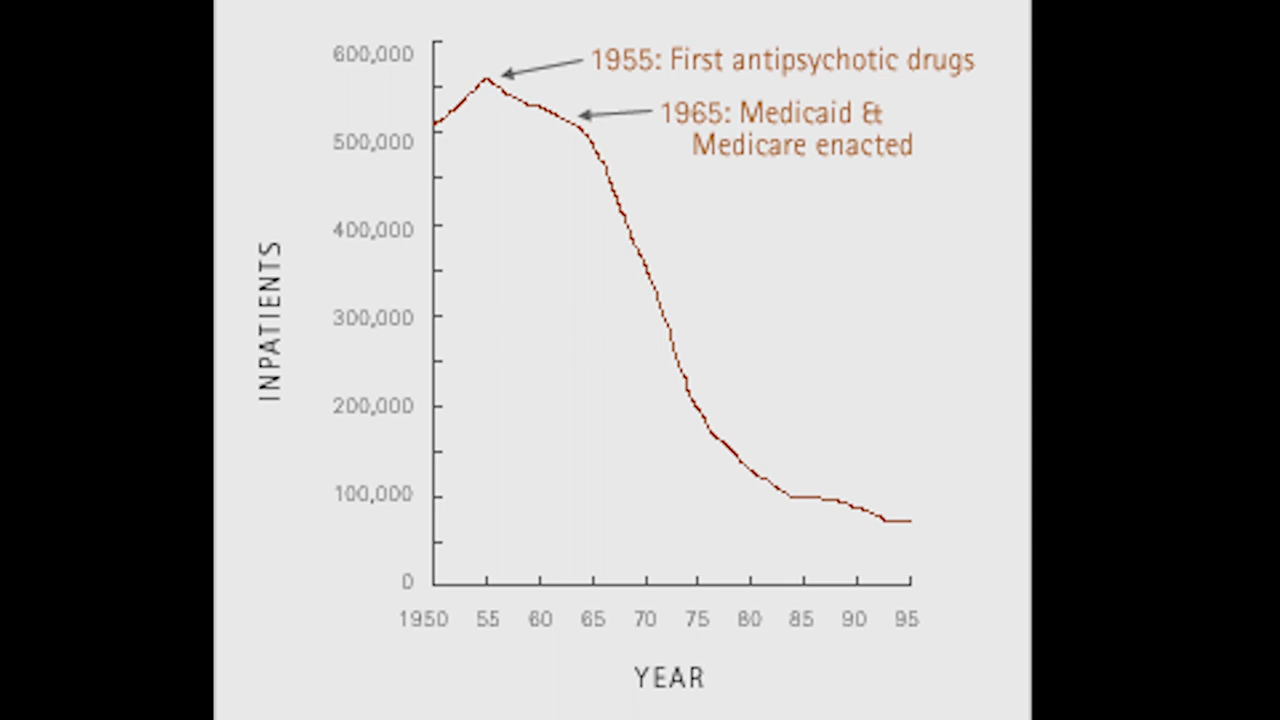 600,000
1955: First antipsychotic drugs
1965: Medicaid &
Medicare enacted
500,000
400,000
300,000
200,000
100,000
0
INPATIENTS
1950 55 60 65 70 75 80 85 90 95
YEAR